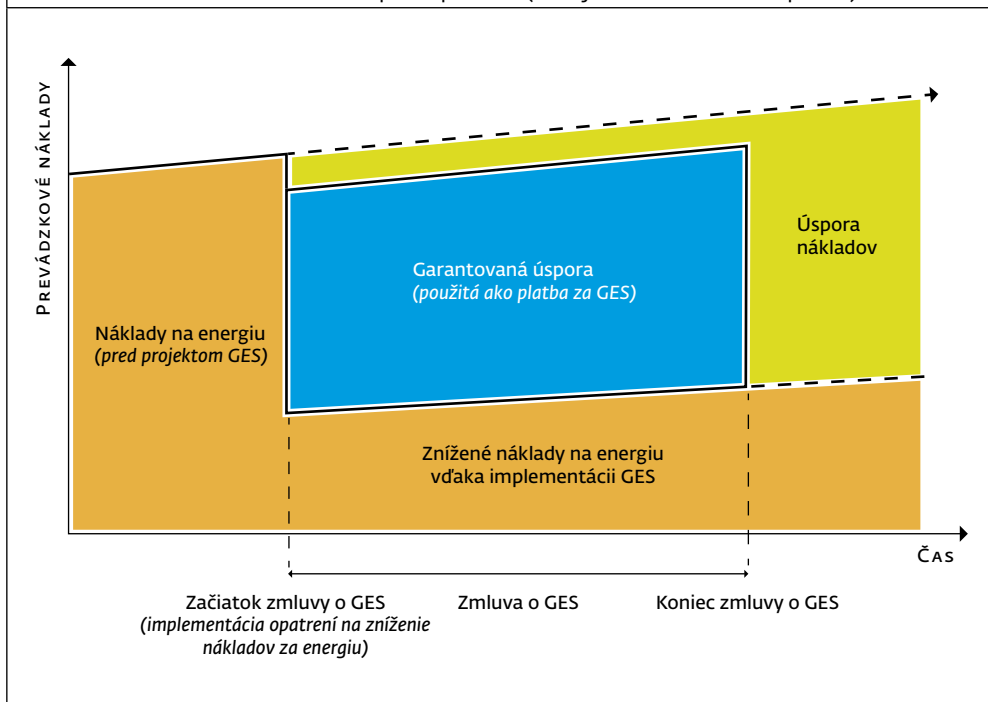 PREVÁDZKOVÉ NÁKLADY
Náklady na energiu
(pred projektom GES)
Garantovaná úspora
(použitá ako platba za GES)
Úspora
nákladov
Znížené náklady na energiu
vďaka implementácii GES
ČAS
Začiatok zmluvy o GES
(implementácia opatrení na zníženie
nákladov za energiu)
Zmluva o GES
Koniec zmluvy o GES